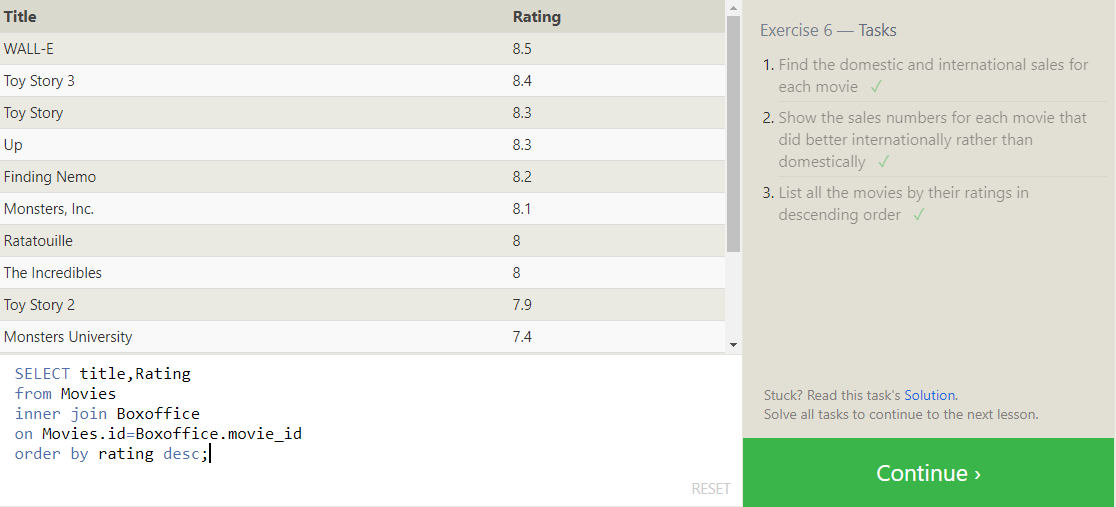 Title Rating
WALL-E 8.5
Toy Story 3 8.4
Toy Story 8.3
Up 8.3
Finding Nemo 8.2
Monsters, Inc. 8.1
Ratatouille 8
The Incredibles 8
Toy Story 2 7.9
Monsters University 7.4
SELECT title,Rating
from Movies
inner join Boxoffice
on Movies.id=Boxoffice.movie_id
order by rating desc;
RESET
Exercise 6 — Tasks
1. Find the domestic and international sales for
each movie ✓
2. Show the sales numbers for each movie that
did better internationally rather than
domestically ✓
3. List all the movies by their ratings in
descending order ✓
Stuck? Read this task's Solution.
Solve all tasks to continue to the next lesson.
Continue ›